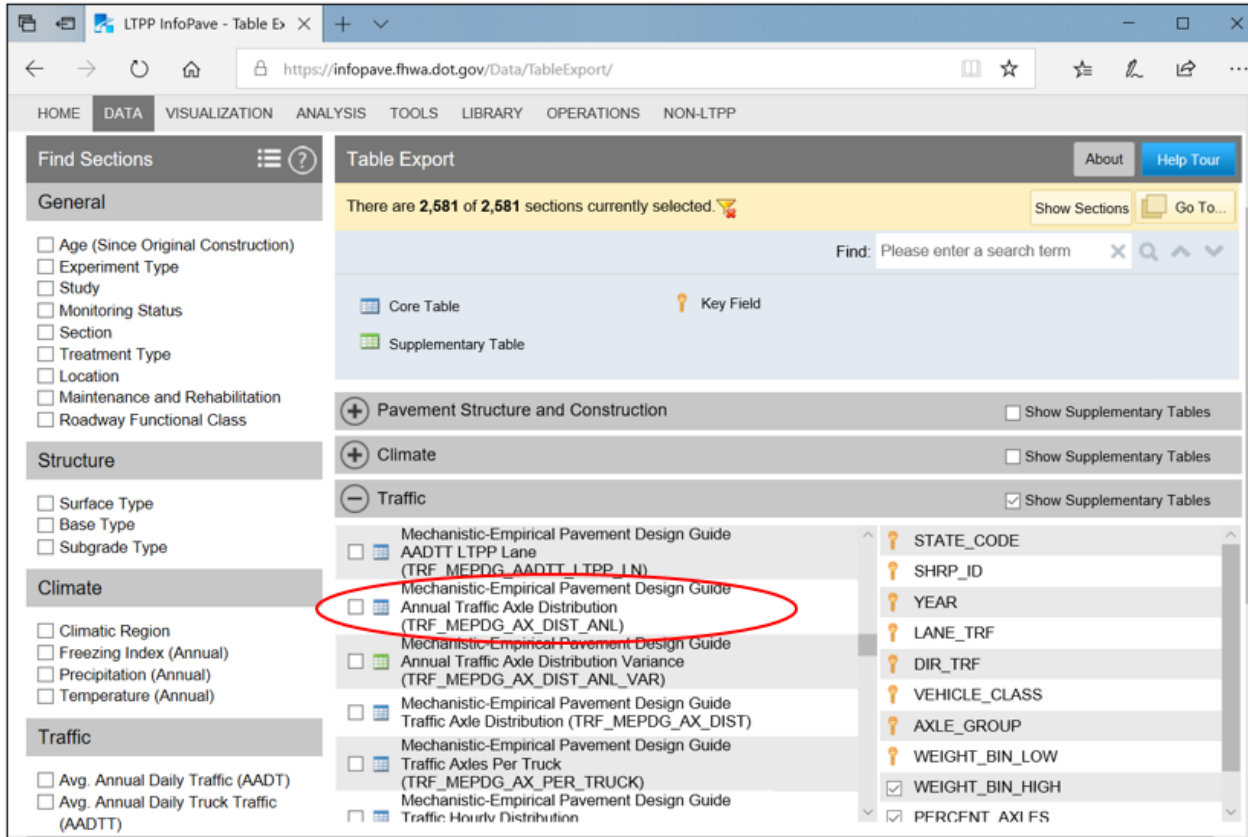 LTPP InfoPave - Table Ex
https://infopave.fhwa.dot.gov/Data/TableExport/
HOME DATA VISUALIZATION ANALYSIS TOOLS LIBRARY OPERATIONS NON-LTPP
Find Sections
General
Age (Since Original Construction)
Experiment Type
Study
Monitoring Status
Section
Treatment Type
Location
Maintenance and Rehabilitation
Roadway Functional Class
Structure
Surface Type
Base Type
Subgrade Type
Climate
Climatic Region
Freezing Index (Annual)
Precipitation (Annual)
Temperature (Annual)
Traffic
Avg. Annual Daily Traffic (AADT)
Avg. Annual Daily Truck Traffic
(AADTT)
Table Export
About
Help Tour
There are 2,581 of 2,581 sections currently selected.
Show Sections
Go To...
Find: Please enter a search term
Core Table
Key Field
Supplementary Table
Pavement Structure and Construction
Show Supplementary Tables
Climate
Show Supplementary Tables
Traffic
Show Supplementary Tables
Mechanistic-Empirical Pavement Design Guide
AADTT LTPP Lane
(TRF_MEPDG_AADTT_LTPP_LN)
Mechanistic-Empirical Pavement Design Guide
Annual Traffic Axle Distribution
(TRF_MEPDG_AX_DIST_ANL)
Mechanistic-Empirical Pavement Design Guide
Annual Traffic Axle Distribution Variance
(TRF_MEPDG_AX_DIST_ANL_VAR)
Mechanistic-Empirical Pavement Design Guide
Traffic Axle Distribution (TRF_MEPDG_AX_DIST)
Mechanistic-Empirical Pavement Design Guide
Traffic Axles Per Truck
(TRF_MEPDG_AX_PER_TRUCK)
Mechanistic-Empirical Pavement Design Guide
Traffic Hourly Distribution
STATE_CODE
SHRP_ID
YEAR
LANE_TRF
DIR_TRF
VEHICLE_CLASS
AXLE_GROUP
WEIGHT_BIN_LOW
WEIGHT_BIN_HIGH
PERCENT_AXLES